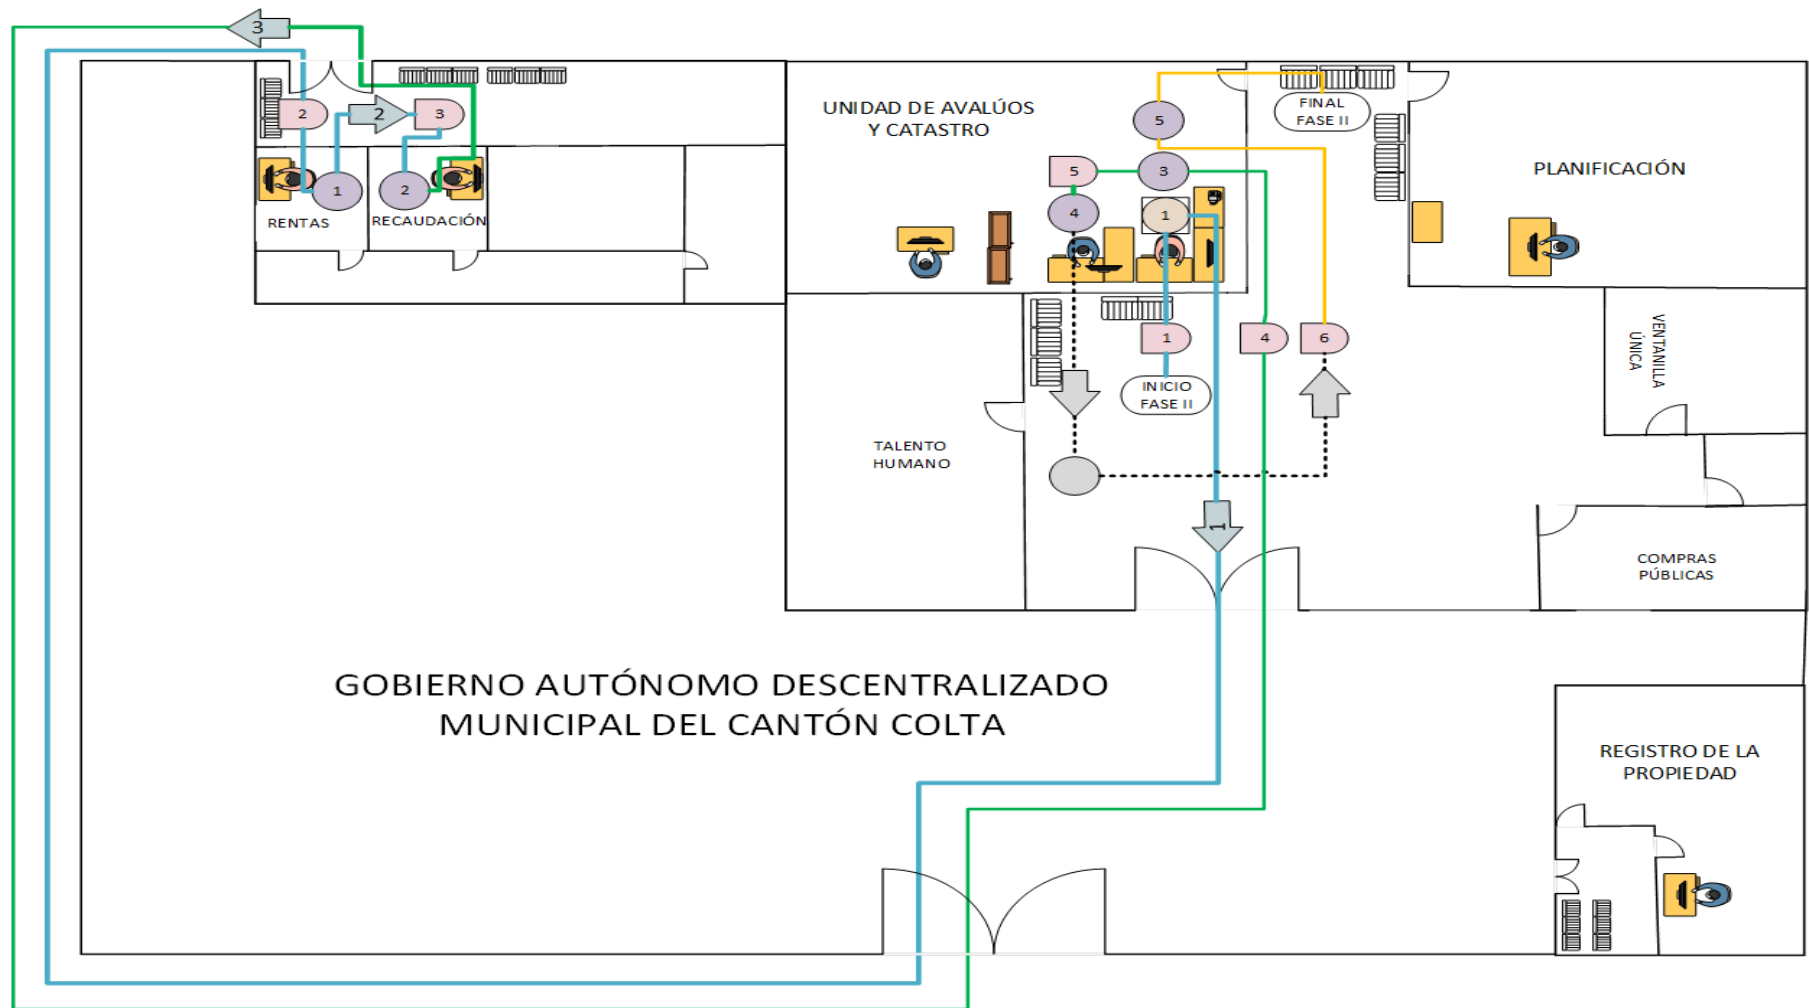 3
2
2
3
1
RENTAS
2
RECAUDACIÓN
UNIDAD DE AVALÚOS
Y CATASTRO
5
FINAL
FASE II
5
3
4
1
PLANIFICACIÓN
VENTANILLA
ÚNICA
1
4
6
INICIO
FASE II
TALENTO
HUMANO
1
COMPRAS
PÚBLICAS
GOBIERNO AUTÓNOMO DESCENTRALIZADO
MUNICIPAL DEL CANTÓN COLTA
REGISTRO DE LA
PROPIEDAD